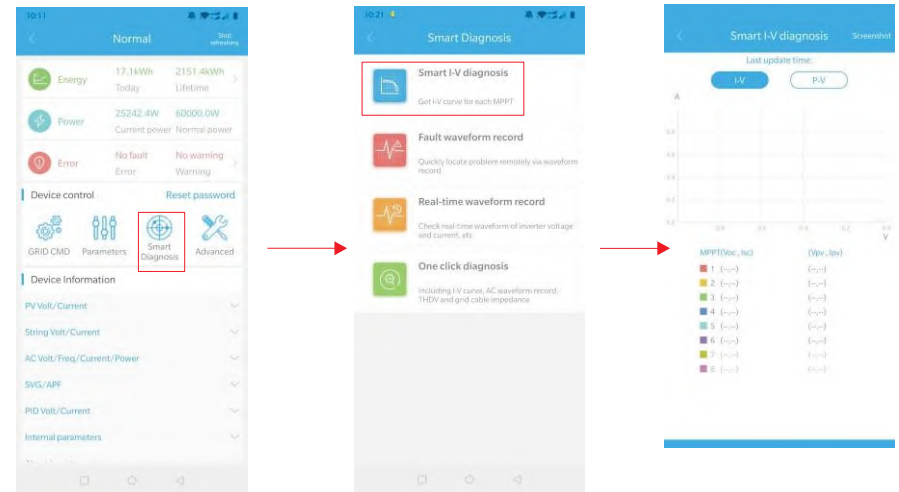 10:11
Normal
Stop
refreshing
Energy
17.1kWh 2151.4kWh
Today Lifetime
Power
25242.4W 60000.0W
Current power Normal power
Error
No fault No warning
Error Warning
Device control Reset password
GRID CMD Parameters Smart Diagnosis Advanced
Device Information
PV Volt/Current
String Volt/Current
AC Volt/Freq/Current/Power
SVG/APF
PID Volt/Current
Internal parameters
10:21
Smart Diagnosis
Smart I-V diagnosis
Got I-V curve for each MPPT
Fault waveform record
Quickly locate problem remotely via waveform
record.
Real-time waveform record
Check real-time waveform of inverter voltage
and current, etc.
One click diagnosis
Including I-V curve, AC waveform record,
THDV and grid cable impedance
Smart I-V diagnosis Screenshot
Last update time:
I-V P-V
A
V
MPPT(Voc , Isc) (Vpv , Ipv)
1 (--,--) (--,--)
2 (--,--) (--,--)
3 (--,--) (--,--)
4 (--,--) (--,--)
5 (--,--) (--,--)
6 (--,--) (--,--)
7 (--,--) (--,--)
8 (--,--) (--,--)